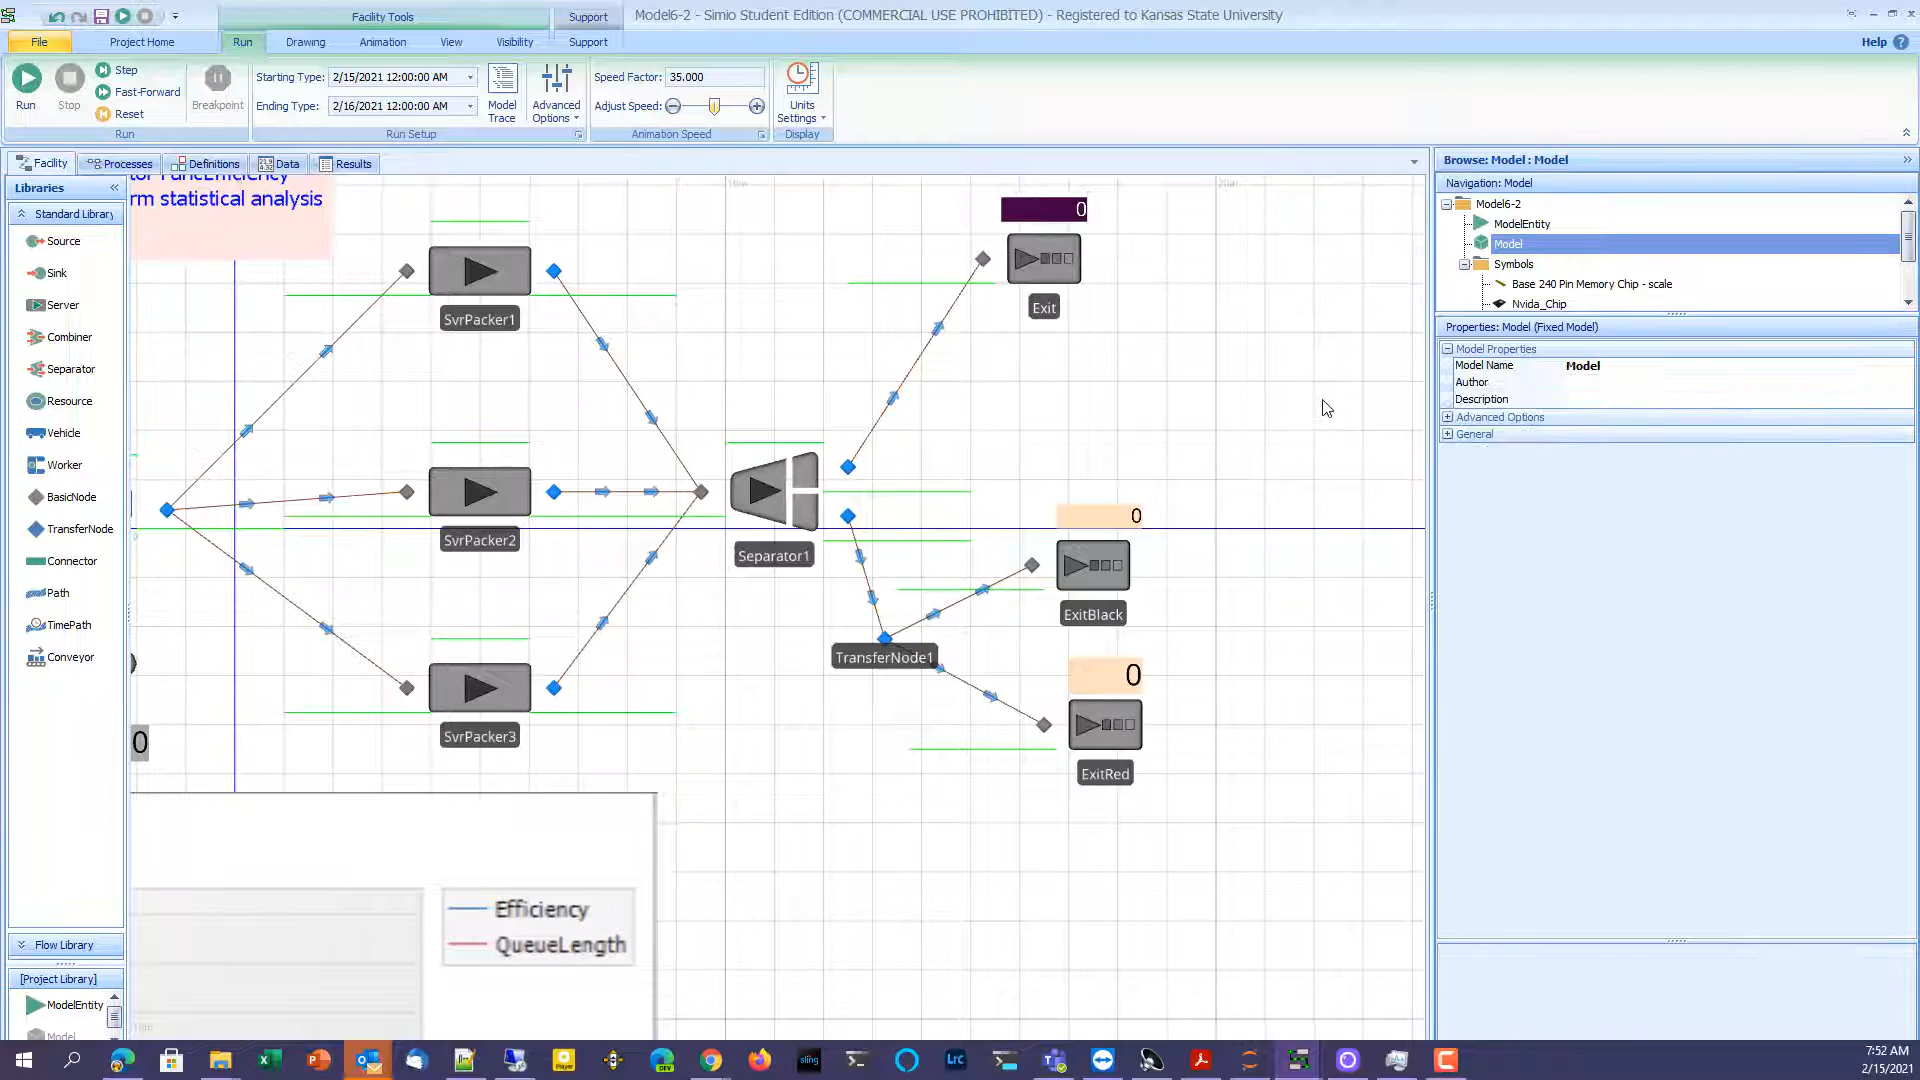 Facility Tools
Support
Model6-2 - Simio Student Edition (COMMERCIAL USE PROHIBITED) - Registered to Kansas State University
File
Project Home
Run
Drawing
Animation
View
Visibility
Support
Help
Run
Stop
Step
Fast-Forward
Reset
Breakpoint
Run
Starting Type: 2/15/2021 12:00:00 AM
Ending Type: 2/16/2021 12:00:00 AM
Model Trace
Advanced Options
Run Setup
Speed Factor: 35.000
Adjust Speed:
Animation Speed
Units Settings
Display
Facility
Processes
Definitions
Data
Results
Libraries
Standard Library
Source
Sink
Server
Combiner
Separator
Resource
Vehicle
Worker
BasicNode
TransferNode
Connector
Path
TimePath
Conveyor
Flow Library
[Project Library]
ModelEntity
Model
rm statistical analysis
SvrPacker1
SvrPacker2
SvrPacker3
0
Separator1
0
Exit
0
ExitBlack
TransferNode1
0
ExitRed
Efficiency
QueueLength
Browse: Model : Model
Navigation: Model
Model6-2
ModelEntity
Model
Symbols
Base 240 Pin Memory Chip - scale
Nvida_Chip
Properties: Model (Fixed Model)
Model Properties
Model Name Model
Author
Description
Advanced Options
General
DEV
Player
sling
LrC
7:52 AM
2/15/2021